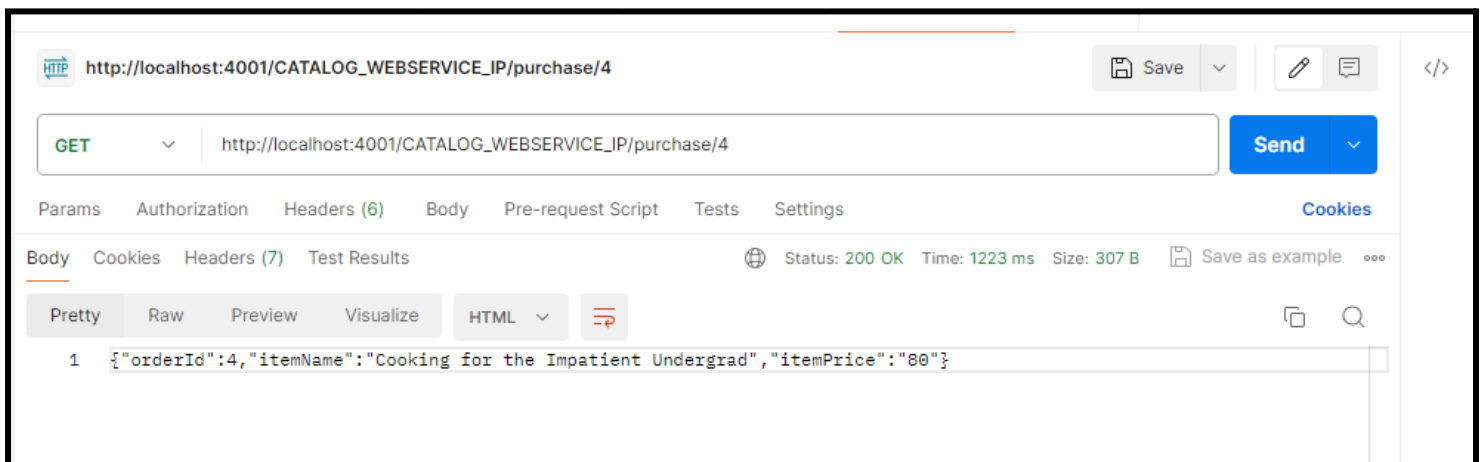 HTTP http://localhost:4001/CATALOG_WEBSERVICE_IP/purchase/4 Save </>
GET http://localhost:4001/CATALOG_WEBSERVICE_IP/purchase/4 Send
Params Authorization Headers (6) Body Pre-request Script Tests Settings Cookies
Body Cookies Headers (7) Test Results Status: 200 OK Time: 1223 ms Size: 307 B Save as example
Pretty Raw Preview Visualize HTML
1 {"orderId":4,"itemName":"Cooking for the Impatient Undergrad","itemPrice":"80"}